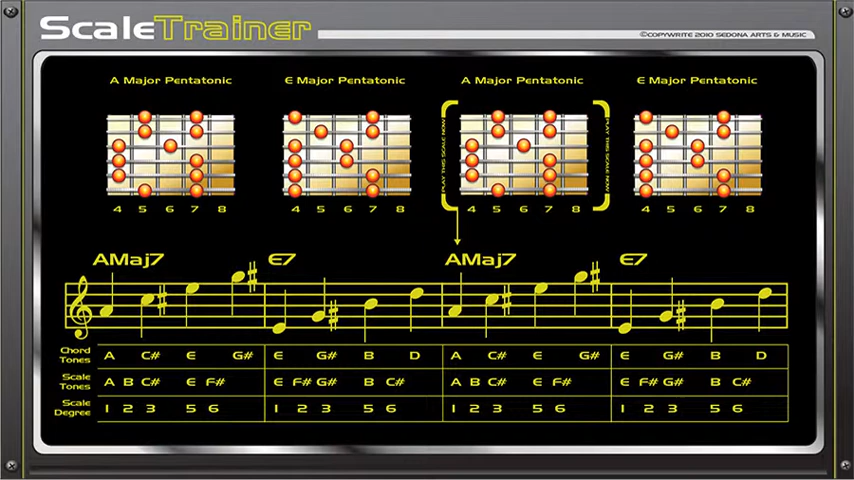 ScaleTrainer
©COPYWRITE 2010 SEDONA ARTS & MUSIC
A Major Pentatonic E Major Pentatonic A Major Pentatonic E Major Pentatonic
PLAY THIS SCALE NOW PLAY THIS SCALE NOW
4 5 6 7 8 4 5 6 7 8 4 5 6 7 8 4 5 6 7 8
AMaj7 E7 AMaj7 E7
Chord Tones A C# E G# E G# B D A C# E G# E G# B D
Scale Tones A B C# E F# E F# G# B C# A B C# E F# E F# G# B C#
Scale Degree 1 2 3 5 6 1 2 3 5 6 1 2 3 5 6 1 2 3 5 6